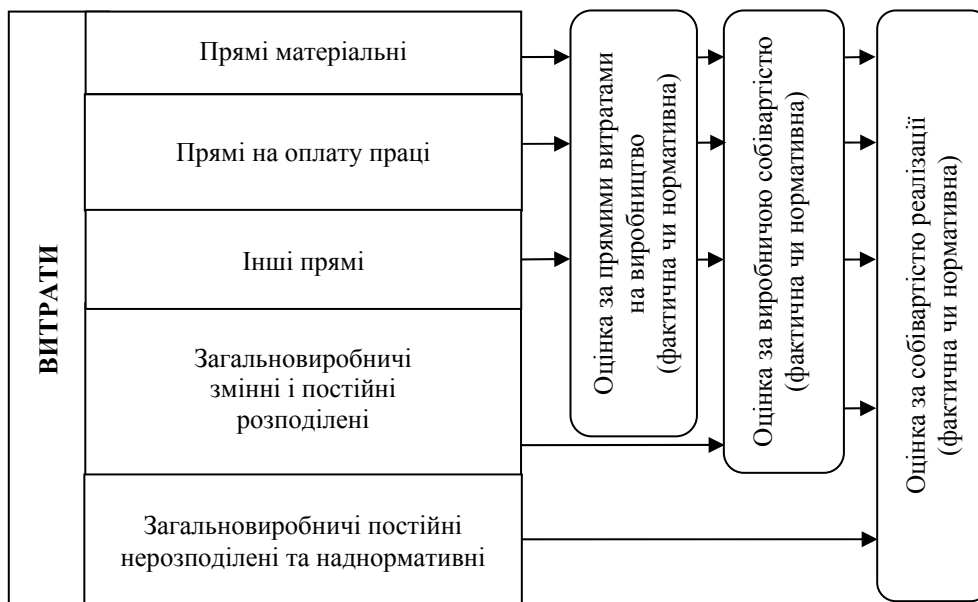 ВИТРАТИ
Прямі матеріальні
Прямі на оплату праці
Інші прямі
Загальновиробничі
змінні і постійні
розподілені
Загальновиробничі постійні
нерозподілені та наднормативні
Оцінка за прямими витратами
на виробництво
(фактична чи нормативна)
Оцінка за виробничою собівартістю
(фактична чи нормативна)
Оцінка за собівартістю реалізації
(фактична чи нормативна)